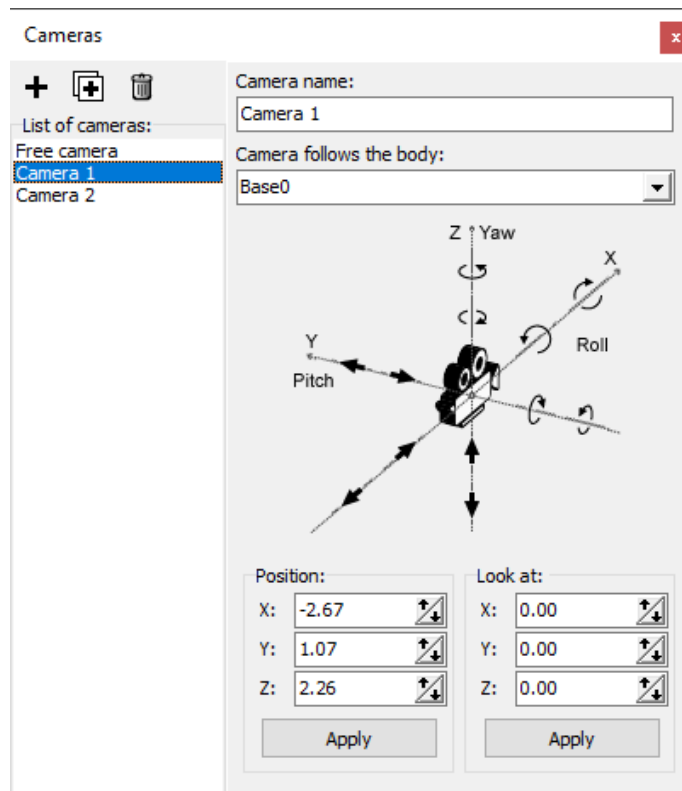 Cameras
x
List of cameras:
Free camera
Camera 1
Camera 2
Camera name:
Camera 1
Camera follows the body:
Base0
Z Yaw
X
Y
Roll
Pitch
Position:
X: -2.67
Y: 1.07
Z: 2.26
Apply
Look at:
X: 0.00
Y: 0.00
Z: 0.00
Apply